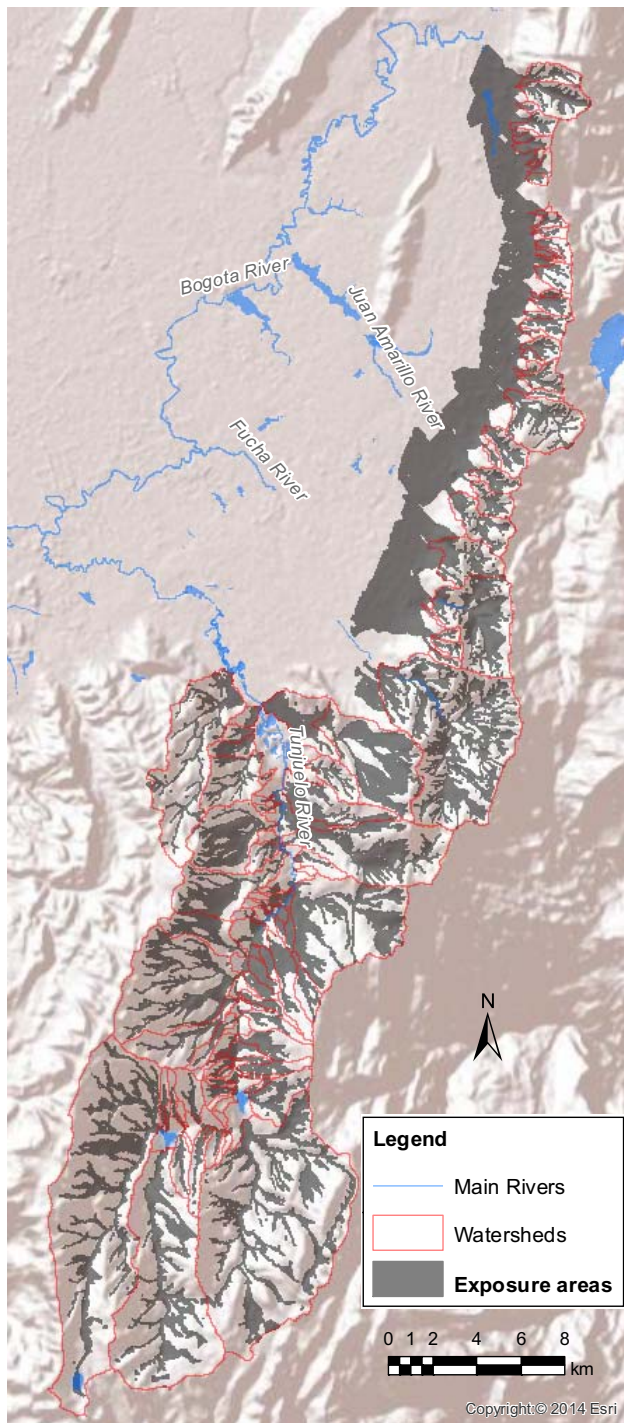 Bogota River
Juan Amarillo River
Fucha River
Tunjuelo River
N
Legend
Main Rivers
Watersheds
Exposure areas
0 1 2 4 6 8
km
Copyright:© 2014 Esri